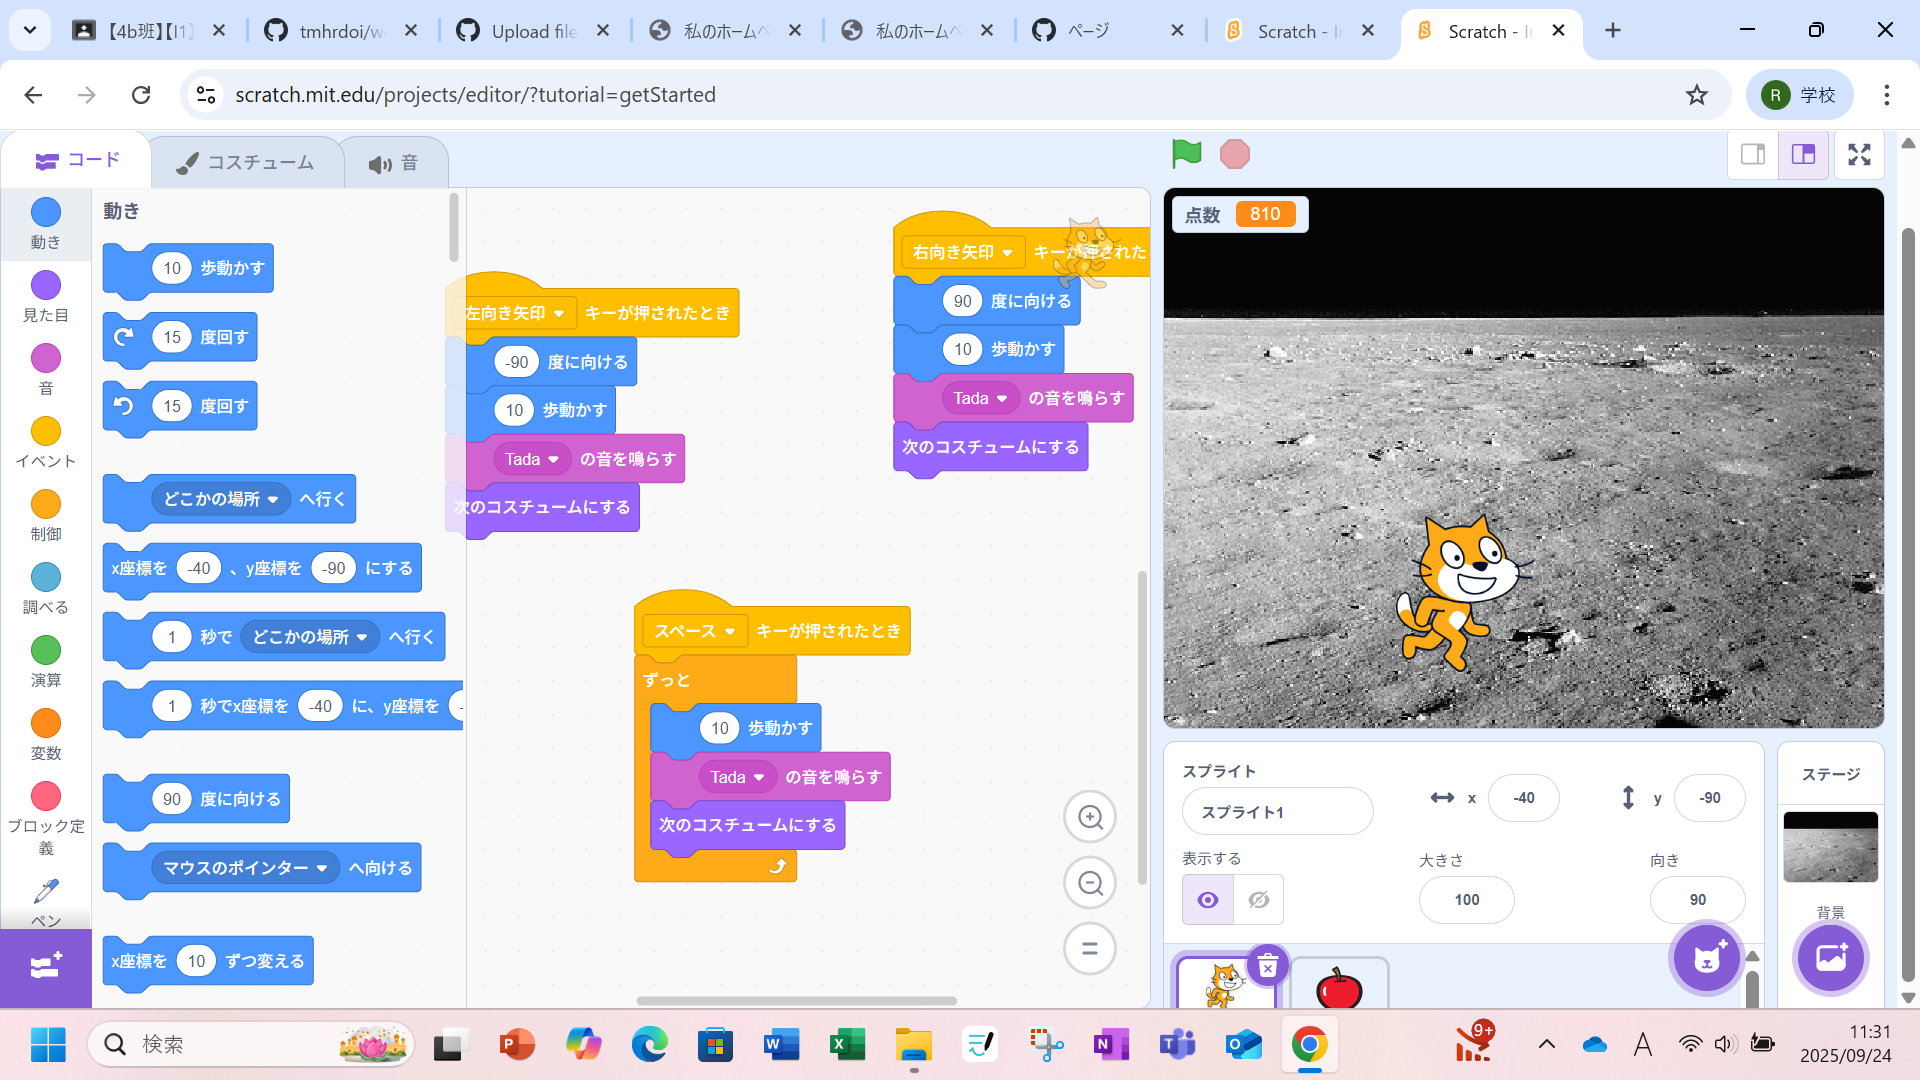 【4b班】【I1】
tmhrdoi/w
Upload file
私のホームペ
私のホームペ
ページ
Scratch - I
Scratch - I
scratch.mit.edu/projects/editor/?tutorial=getStarted
R 学校
コード
コスチューム
音
動き
見た目
音
イベント
制御
調べる
演算
変数
ブロック定
義
ペン
動き
10 歩動かす
15 度回す
15 度回す
どこかの場所 へ行く
x座標を -40 、y座標を -90 にする
1 秒で どこかの場所 へ行く
1 秒でx座標を -40 に、y座標を -
90 度に向ける
マウスのポインター へ向ける
x座標を 10 ずつ変える
左向き矢印 キーが押されたとき
-90 度に向ける
10 歩動かす
Tada の音を鳴らす
次のコスチュームにする
右向き矢印 キーが押された
90 度に向ける
10 歩動かす
Tada の音を鳴らす
次のコスチュームにする
スペース キーが押されたとき
ずっと
10 歩動かす
Tada の音を鳴らす
次のコスチュームにする
点数 810
スプライト
スプライト1
x -40
y -90
表示する
大きさ
100
向き
90
ステージ
背景
検索
9+
A
11:31
2025/09/24